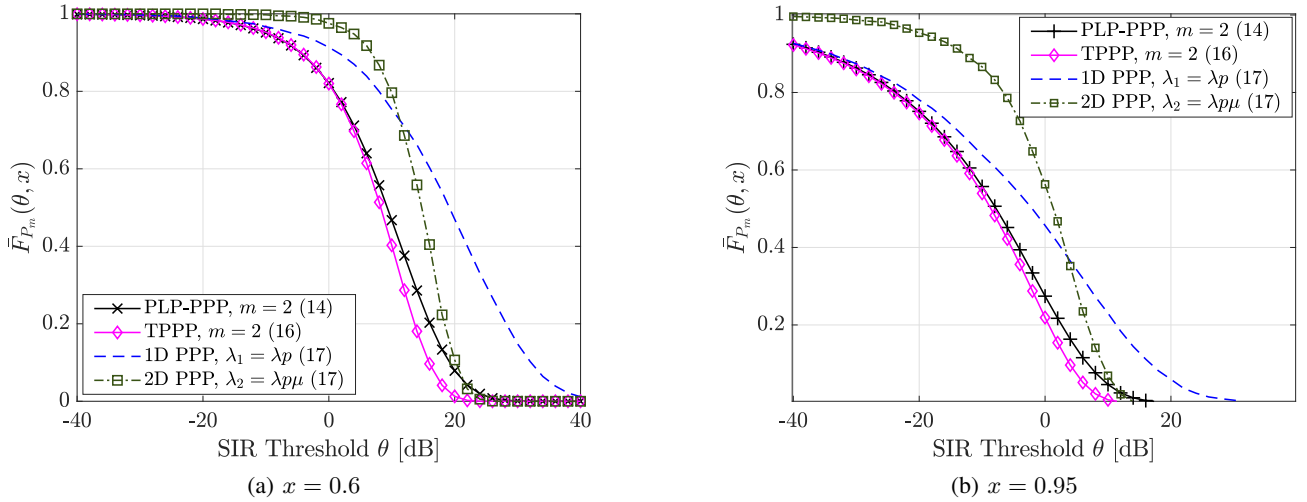 1
0.8
0.6
0.4
0.2
0
-40
-20
0
20
40
F̄_{P_m}(θ, x)
SIR Threshold θ [dB]
PLP-PPP, m = 2 (14)
TPPP, m = 2 (16)
1D PPP, λ₁ = λp (17)
2D PPP, λ₂ = λpμ (17)
(a) x = 0.6
1
0.8
0.6
0.4
0.2
-40
-20
0
20
F̄_{P_m}(θ, x)
SIR Threshold θ [dB]
PLP-PPP, m = 2 (14)
TPPP, m = 2 (16)
1D PPP, λ₁ = λp (17)
2D PPP, λ₂ = λpμ (17)
(b) x = 0.95